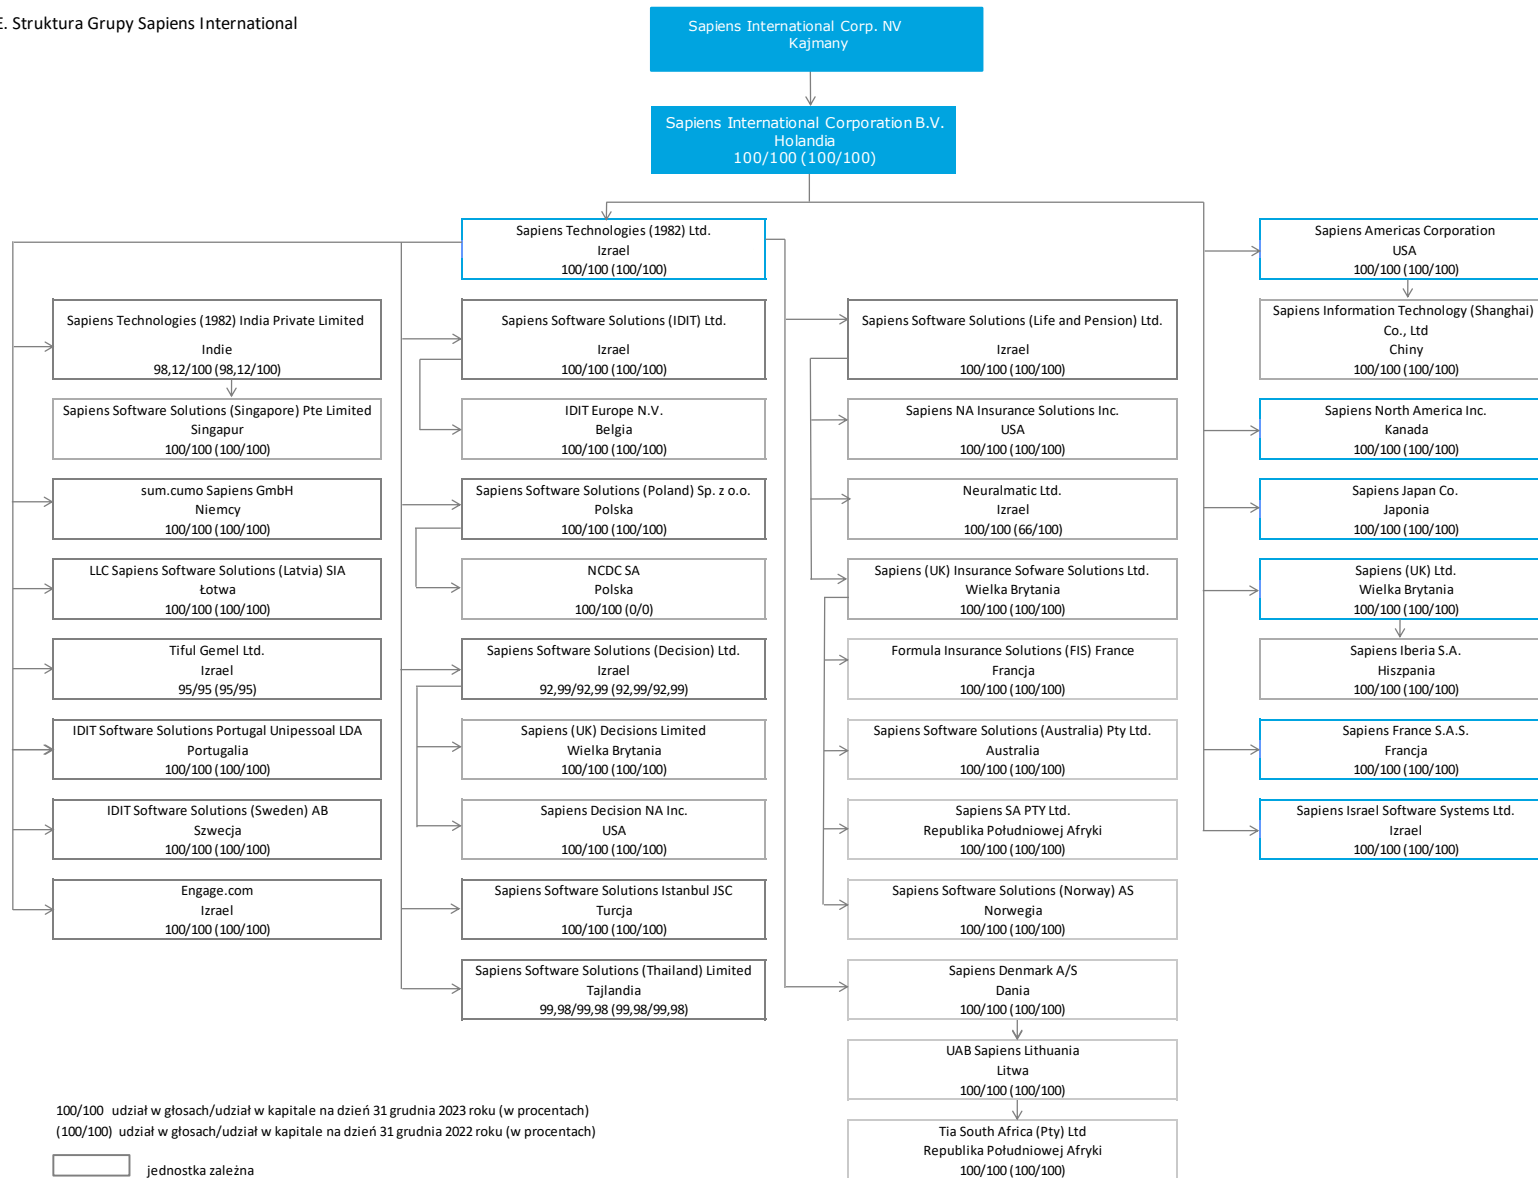 E. Struktura Grupy Sapiens International
Sapiens International Corp. NV
Kajmany
Sapiens International Corporation B.V.
Holandia
100/100 (100/100)
Sapiens Technologies (1982) Ltd.
Izrael
100/100 (100/100)
Sapiens Americas Corporation
USA
100/100 (100/100)
Sapiens Technologies (1982) India Private Limited
Indie
98,12/100 (98,12/100)
Sapiens Software Solutions (IDIT) Ltd.
Izrael
100/100 (100/100)
Sapiens Software Solutions (Life and Pension) Ltd.
Izrael
100/100 (100/100)
Sapiens Information Technology (Shanghai)
Co., Ltd
Chiny
100/100 (100/100)
Sapiens Software Solutions (Singapore) Pte Limited
Singapur
100/100 (100/100)
IDIT Europe N.V.
Belgia
100/100 (100/100)
Sapiens NA Insurance Solutions Inc.
USA
100/100 (100/100)
Sapiens North America Inc.
Kanada
100/100 (100/100)
sum.cumo Sapiens GmbH
Niemcy
100/100 (100/100)
Sapiens Software Solutions (Poland) Sp. z o.o.
Polska
100/100 (100/100)
Neuralmatic Ltd.
Izrael
100/100 (66/100)
Sapiens Japan Co.
Japonia
100/100 (100/100)
LLC Sapiens Software Solutions (Latvia) SIA
Łotwa
100/100 (100/100)
NCDC SA
Polska
100/100 (0/0)
Sapiens (UK) Insurance Sofware Solutions Ltd.
Wielka Brytania
100/100 (100/100)
Sapiens (UK) Ltd.
Wielka Brytania
100/100 (100/100)
Tiful Gemel Ltd.
Izrael
95/95 (95/95)
Sapiens Software Solutions (Decision) Ltd.
Izrael
92,99/92,99 (92,99/92,99)
Formula Insurance Solutions (FIS) France
Francja
100/100 (100/100)
Sapiens Iberia S.A.
Hiszpania
100/100 (100/100)
IDIT Software Solutions Portugal Unipessoal LDA
Portugalia
100/100 (100/100)
Sapiens (UK) Decisions Limited
Wielka Brytania
100/100 (100/100)
Sapiens Software Solutions (Australia) Pty Ltd.
Australia
100/100 (100/100)
Sapiens France S.A.S.
Francja
100/100 (100/100)
IDIT Software Solutions (Sweden) AB
Szwecja
100/100 (100/100)
Sapiens Decision NA Inc.
USA
100/100 (100/100)
Sapiens SA PTY Ltd.
Republika Południowej Afryki
100/100 (100/100)
Sapiens Israel Software Systems Ltd.
Izrael
100/100 (100/100)
Engage.com
Izrael
100/100 (100/100)
Sapiens Software Solutions Istanbul JSC
Turcja
100/100 (100/100)
Sapiens Software Solutions (Norway) AS
Norwegia
100/100 (100/100)
Sapiens Software Solutions (Thailand) Limited
Tajlandia
99,98/99,98 (99,98/99,98)
Sapiens Denmark A/S
Dania
100/100 (100/100)
UAB Sapiens Lithuania
Litwa
100/100 (100/100)
Tia South Africa (Pty) Ltd
Republika Południowej Afryki
100/100 (100/100)
100/100 udział w głosach/udział w kapitale na dzień 31 grudnia 2023 roku (w procentach)
(100/100) udział w głosach/udział w kapitale na dzień 31 grudnia 2022 roku (w procentach)
jednostka zależna